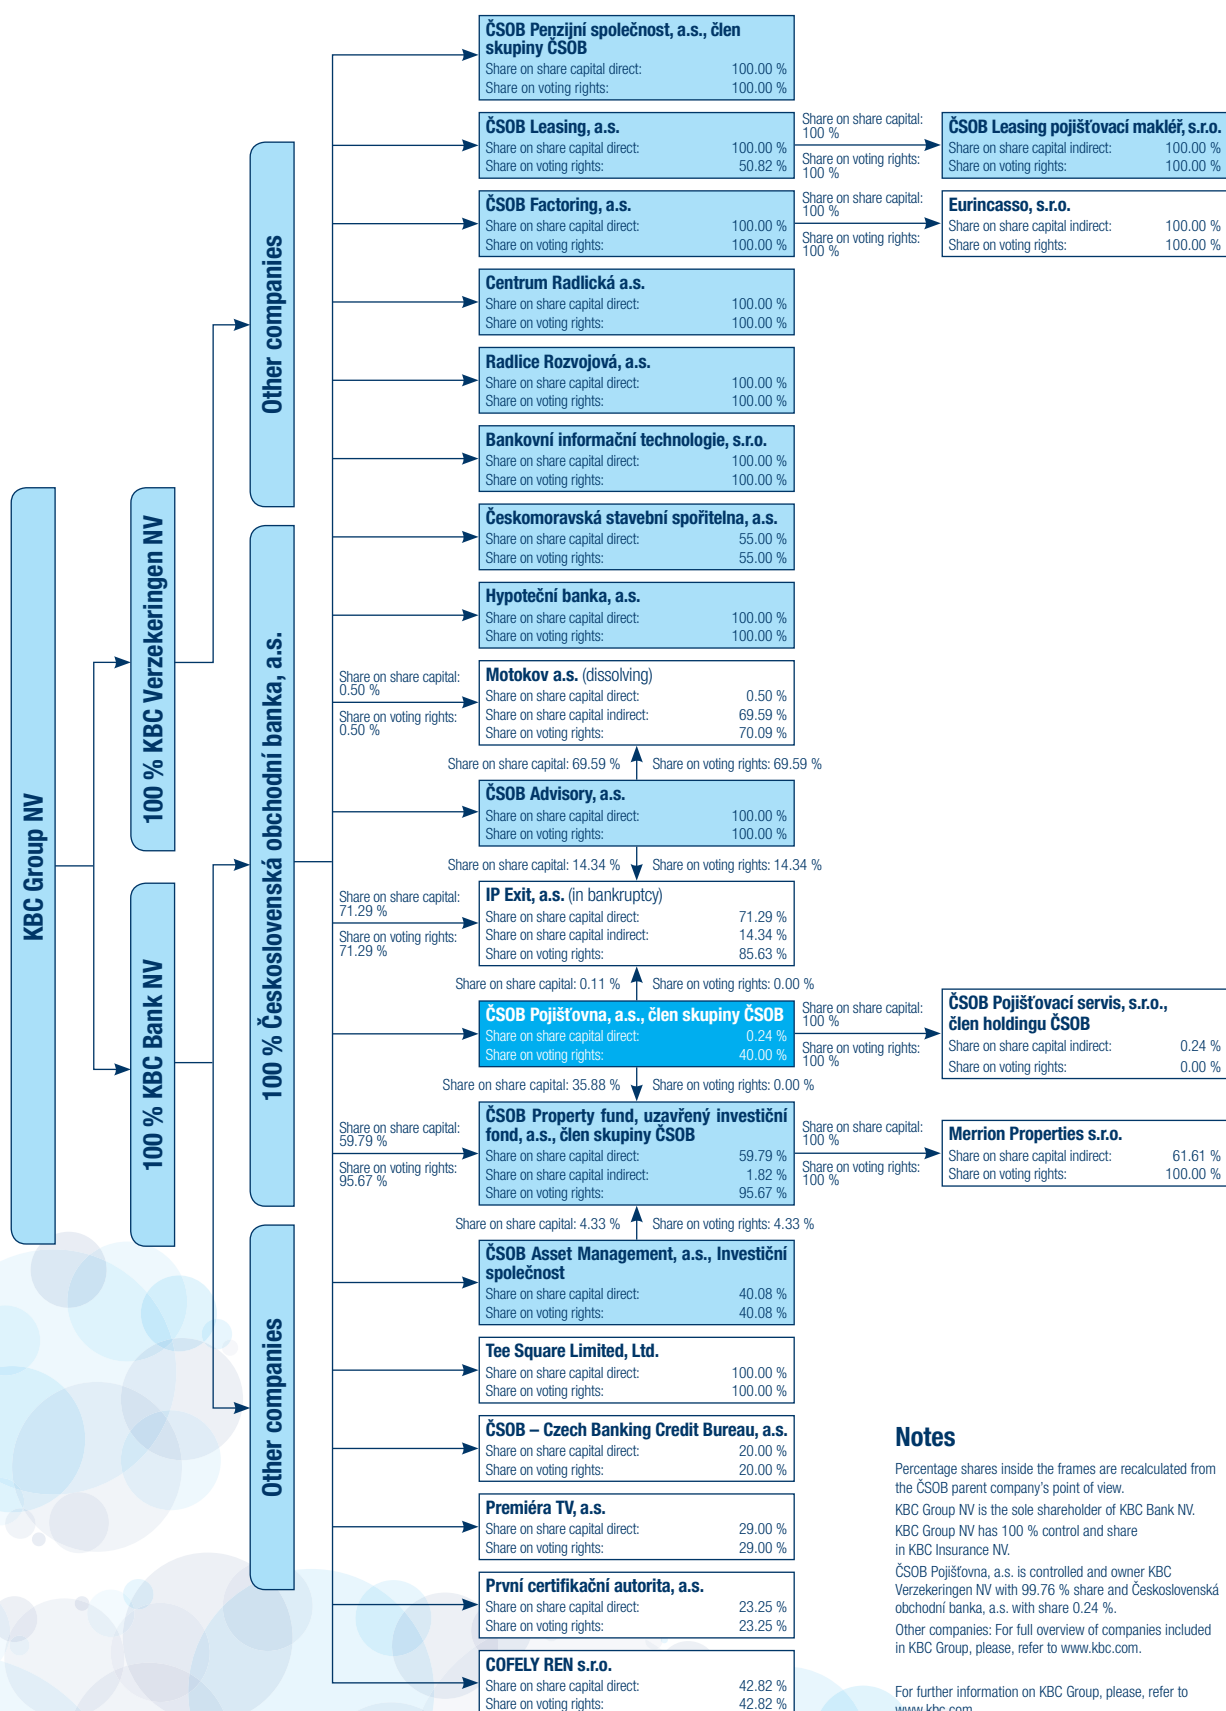 KBC Group NV
100 % KBC Verzekeringen NV
100 % KBC Bank NV
Other companies
100 % Československá obchodní banka, a.s.
Other companies
ČSOB Penzijní společnost, a.s., člen
skupiny ČSOB
Share on share capital direct: 100.00 %
Share on voting rights: 100.00 %
ČSOB Leasing, a.s.
Share on share capital direct: 100.00 %
Share on voting rights: 50.82 %
Share on share capital:
100 %
Share on voting rights:
100 %
ČSOB Leasing pojišťovací makléř, s.r.o.
Share on share capital indirect: 100.00 %
Share on voting rights: 100.00 %
ČSOB Factoring, a.s.
Share on share capital direct: 100.00 %
Share on voting rights: 100.00 %
Share on share capital:
100 %
Share on voting rights:
100 %
Eurincasso, s.r.o.
Share on share capital indirect: 100.00 %
Share on voting rights: 100.00 %
Centrum Radlická a.s.
Share on share capital direct: 100.00 %
Share on voting rights: 100.00 %
Radlice Rozvojová, a.s.
Share on share capital direct: 100.00 %
Share on voting rights: 100.00 %
Bankovní informační technologie, s.r.o.
Share on share capital direct: 100.00 %
Share on voting rights: 100.00 %
Českomoravská stavební spořitelna, a.s.
Share on share capital direct: 55.00 %
Share on voting rights: 55.00 %
Hypoteční banka, a.s.
Share on share capital direct: 100.00 %
Share on voting rights: 100.00 %
Share on share capital:
0.50 %
Share on voting rights:
0.50 %
Motokov a.s. (dissolving)
Share on share capital direct: 0.50 %
Share on share capital indirect: 69.59 %
Share on voting rights: 70.09 %
Share on share capital: 69.59 % Share on voting rights: 69.59 %
ČSOB Advisory, a.s.
Share on share capital direct: 100.00 %
Share on voting rights: 100.00 %
Share on share capital: 14.34 % Share on voting rights: 14.34 %
Share on share capital:
71.29 %
Share on voting rights:
71.29 %
IP Exit, a.s. (in bankruptcy)
Share on share capital direct: 71.29 %
Share on share capital indirect: 14.34 %
Share on voting rights: 85.63 %
Share on share capital: 0.11 % Share on voting rights: 0.00 %
ČSOB Pojišťovna, a.s., člen skupiny ČSOB
Share on share capital direct: 0.24 %
Share on voting rights: 40.00 %
Share on share capital:
100 %
Share on voting rights:
100 %
ČSOB Pojišťovací servis, s.r.o.,
člen holdingu ČSOB
Share on share capital indirect: 0.24 %
Share on voting rights: 0.00 %
Share on share capital: 35.88 % Share on voting rights: 0.00 %
Share on share capital:
59.79 %
Share on voting rights:
95.67 %
ČSOB Property fund, uzavřený investiční
fond, a.s., člen skupiny ČSOB
Share on share capital direct: 59.79 %
Share on share capital indirect: 1.82 %
Share on voting rights: 95.67 %
Share on share capital:
100 %
Share on voting rights:
100 %
Merrion Properties s.r.o.
Share on share capital indirect: 61.61 %
Share on voting rights: 100.00 %
Share on share capital: 4.33 % Share on voting rights: 4.33 %
ČSOB Asset Management, a.s., Investiční
společnost
Share on share capital direct: 40.08 %
Share on voting rights: 40.08 %
Tee Square Limited, Ltd.
Share on share capital direct: 100.00 %
Share on voting rights: 100.00 %
ČSOB – Czech Banking Credit Bureau, a.s.
Share on share capital direct: 20.00 %
Share on voting rights: 20.00 %
Premiéra TV, a.s.
Share on share capital direct: 29.00 %
Share on voting rights: 29.00 %
První certifikační autorita, a.s.
Share on share capital direct: 23.25 %
Share on voting rights: 23.25 %
COFELY REN s.r.o.
Share on share capital direct: 42.82 %
Share on voting rights: 42.82 %
Notes
Percentage shares inside the frames are recalculated from
the ČSOB parent company's point of view.
KBC Group NV is the sole shareholder of KBC Bank NV.
KBC Group NV has 100 % control and share
in KBC Insurance NV.
ČSOB Pojišťovna, a.s. is controlled and owner KBC
Verzekeringen NV with 99.76 % share and Československá
obchodní banka, a.s. with share 0.24 %.
Other companies: For full overview of companies included
in KBC Group, please, refer to www.kbc.com.
For further information on KBC Group, please, refer to
www.kbc.com